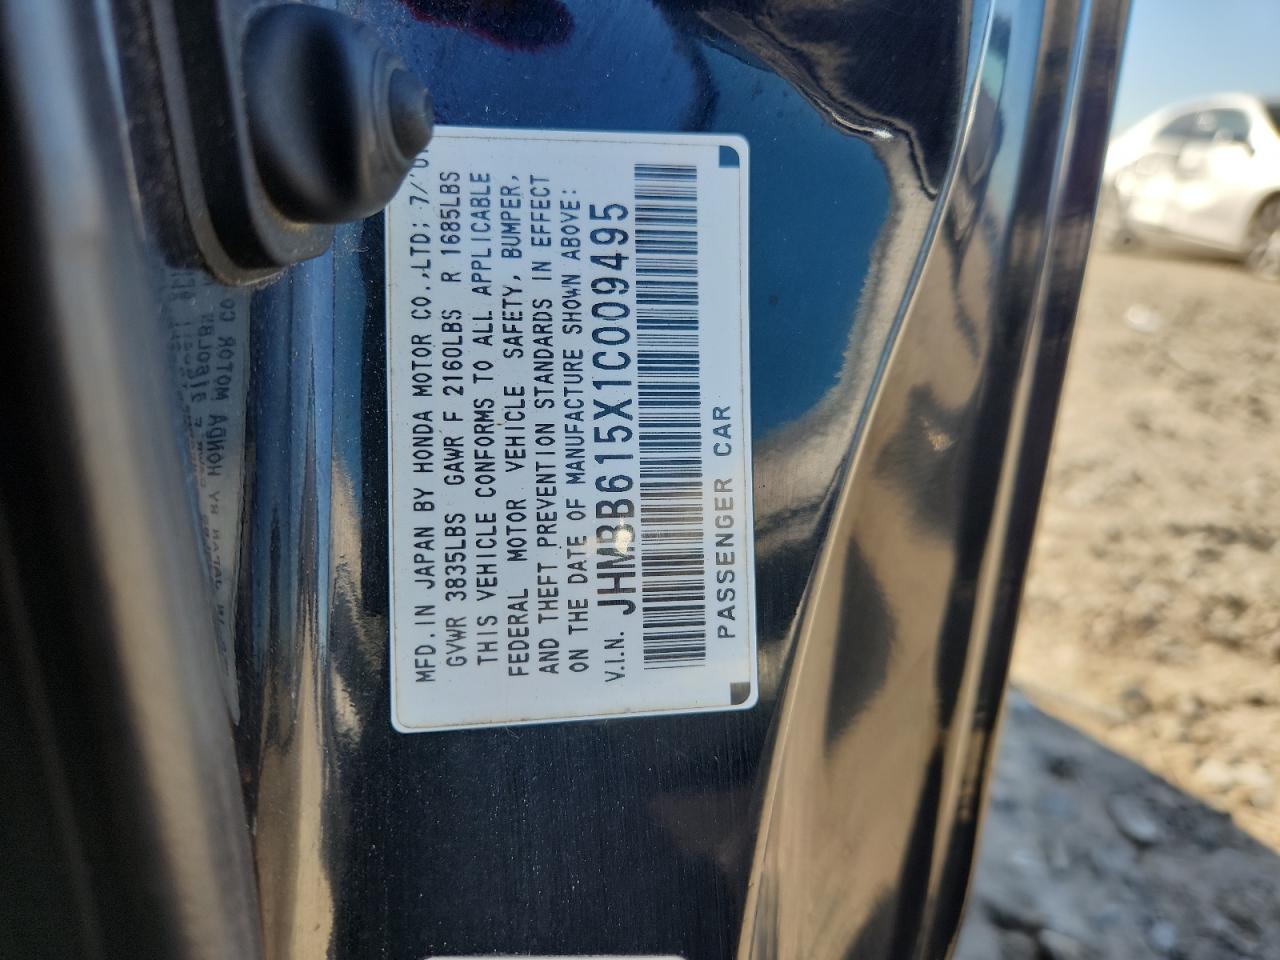 MFD. IN JAPAN BY HONDA MOTOR CO.,LTD; 7/
GVWR 3835LBS GAWR F 2160LBS R 1685LBS
THIS VEHICLE CONFORMS TO ALL APPLICABLE
FEDERAL MOTOR VEHICLE SAFETY, BUMPER,
AND THEFT PREVENTION STANDARDS IN EFFECT
ON THE DATE OF MANUFACTURE SHOWN ABOVE:
V.I.N. JHMBB615X1C009495
PASSENGER CAR